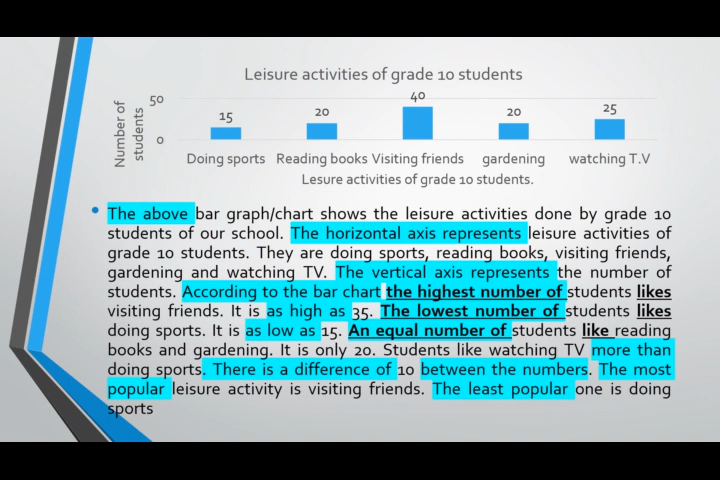 Leisure activities of grade 10 students
Number of
students
50
0
15
20
40
20
25
Doing sports
Reading books
Visiting friends
gardening
watching T.V
Lesure activities of grade 10 students.
• The above bar graph/chart shows the leisure activities done by grade 10
students of our school. The horizontal axis represents leisure activities of
grade 10 students. They are doing sports, reading books, visiting friends,
gardening and watching TV. The vertical axis represents the number of
students. According to the bar chart the highest number of students likes
visiting friends. It is as high as 35. The lowest number of students likes
doing sports. It is as low as 15. An equal number of students like reading
books and gardening. It is only 20. Students like watching TV more than
doing sports. There is a difference of 10 between the numbers. The most
popular leisure activity is visiting friends. The least popular one is doing
sports